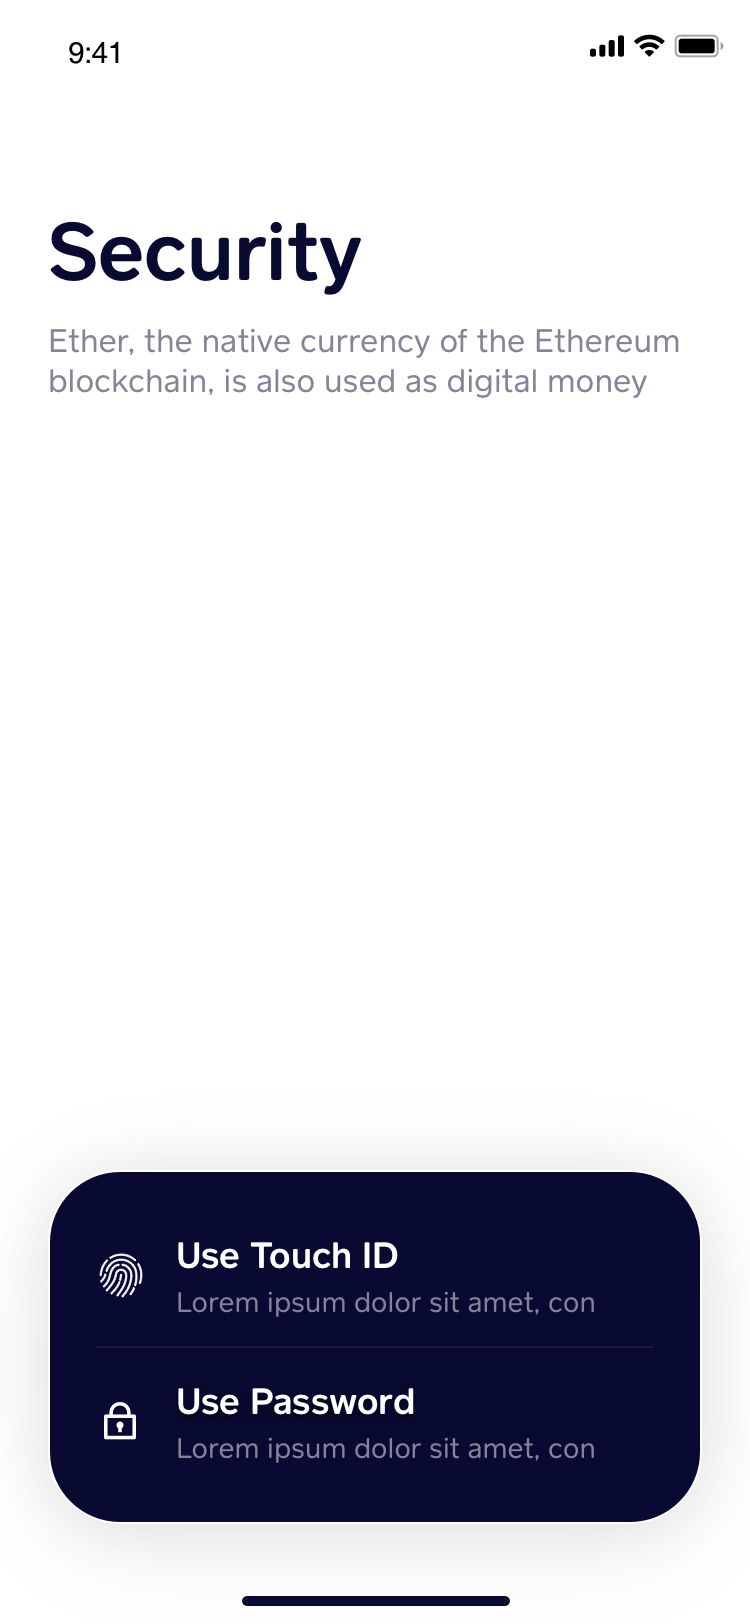 9:41
Security
Ether, the native currency of the Ethereum
blockchain, is also used as digital money
Use Touch ID
Lorem ipsum dolor sit amet, con
Use Password
Lorem ipsum dolor sit amet, con